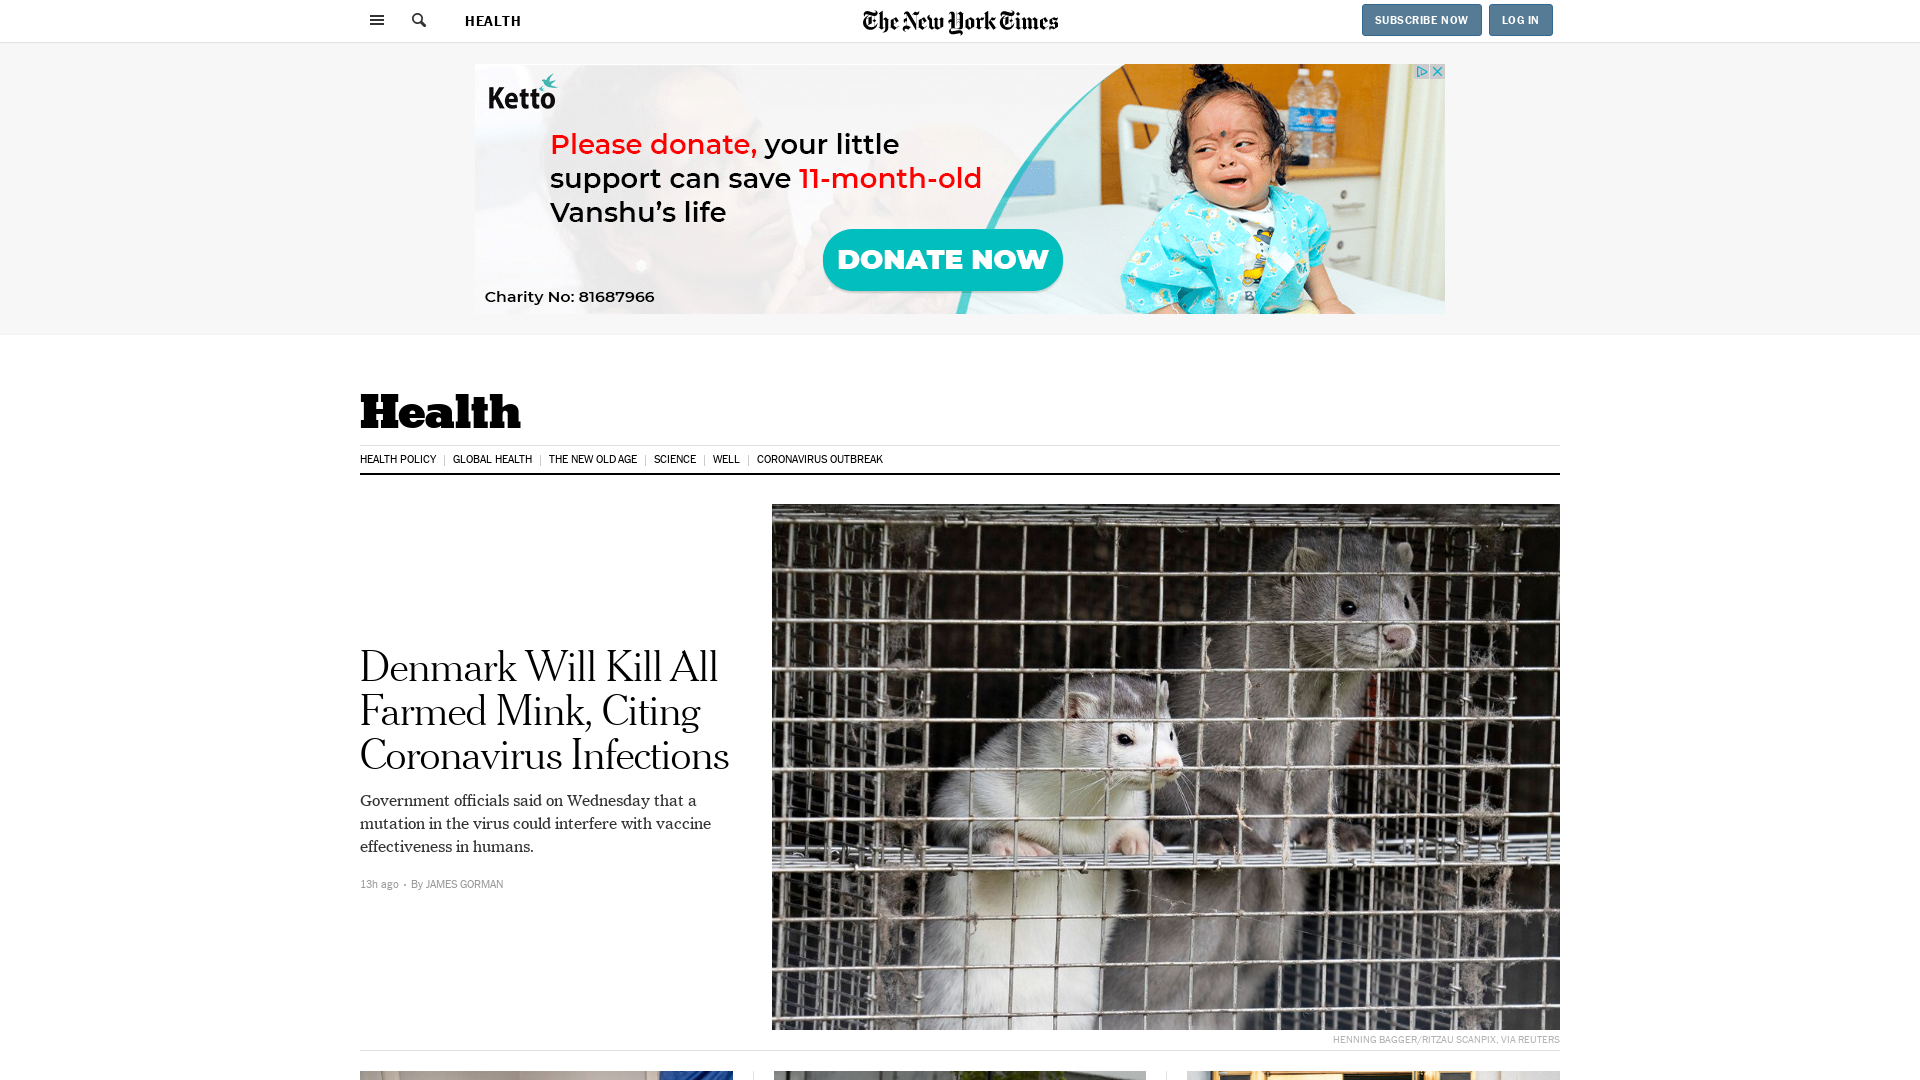 HEALTH
The New York Times
SUBSCRIBE NOW
LOG IN
Ketto
Please donate, your little
support can save 11-month-old
Vanshu's life
DONATE NOW
Charity No: 81687966
Health
HEALTH POLICY
GLOBAL HEALTH
THE NEW OLD AGE
SCIENCE
WELL
CORONAVIRUS OUTBREAK
Denmark Will Kill All
Farmed Mink, Citing
Coronavirus Infections
Government officials said on Wednesday that a
mutation in the virus could interfere with vaccine
effectiveness in humans.
13h ago · By JAMES GORMAN
HENNING BAGGER/RITZAU SCANPIX, VIA REUTERS